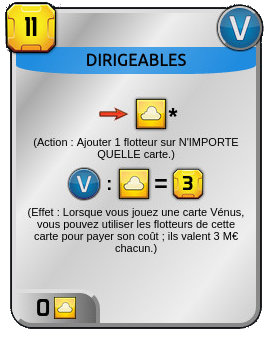 11
V
DIRIGEABLES
*
(Action : Ajouter 1 flotteur sur N'IMPORTE
QUELLE carte.)
V : = 3
(Effet : Lorsque vous jouez une carte Vénus,
vous pouvez utiliser les flotteurs de cette
carte pour payer son coût ; ils valent 3 M€
chacun.)
0